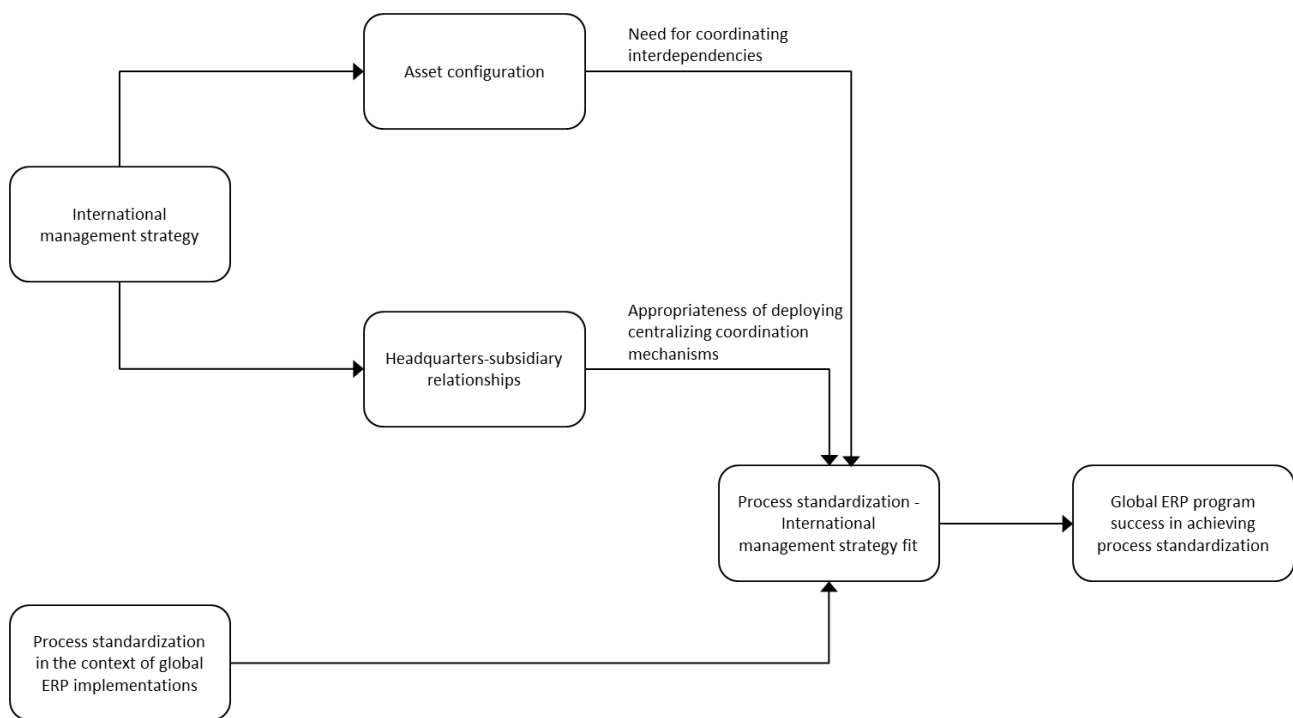 Asset configuration
Need for coordinating
interdependencies
International
management strategy
Headquarters-subsidiary
relationships
Appropriateness of deploying
centralizing coordination
mechanisms
Process standardization -
International
management strategy fit
Global ERP program
success in achieving
process standardization
Process standardization
in the context of global
ERP implementations